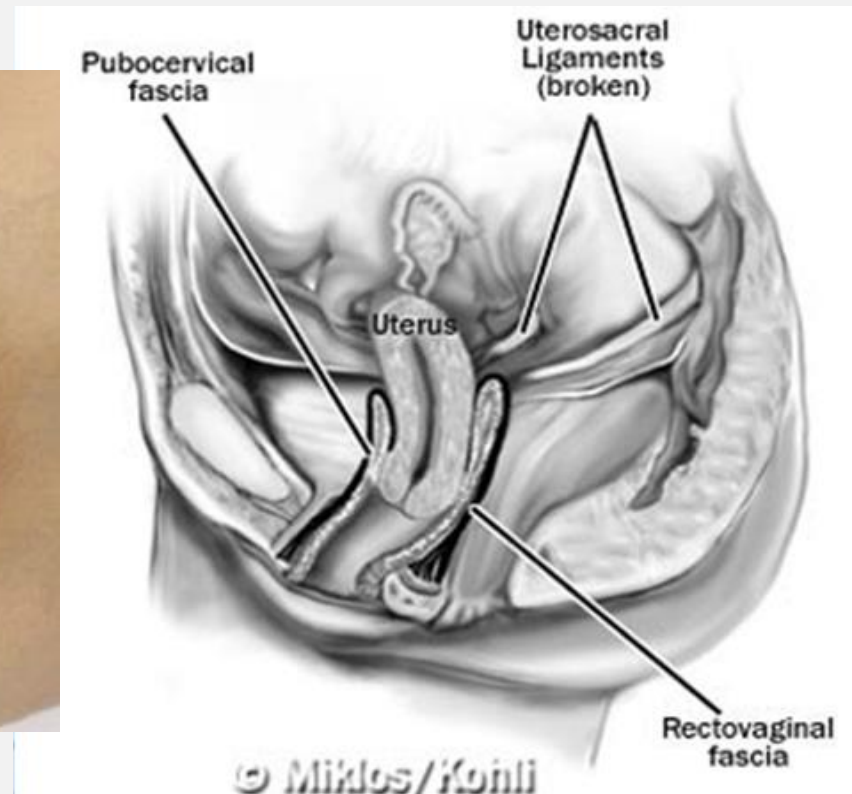 Uterosacral
Ligaments
(broken)
Pubocervical
fascia
Uterus
Rectovaginal
fascia
© Miklos/Kohli